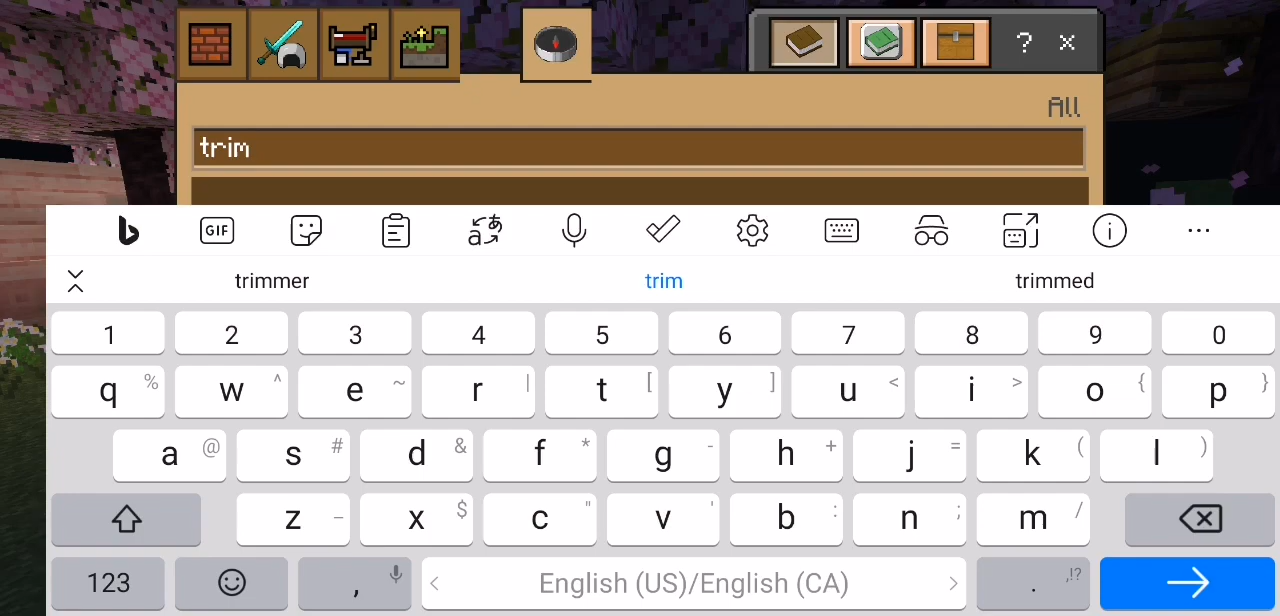 ?
All
trim
GIF
trimmer trim trimmed
1 2 3 4 5 6 7 8 9 0
q % w ^ e ~ r | t [ y ] u < i > o { p }
a @ s # d & f * g - h + j = k ( l )
z _ x $ c " v ' b : n ; m /
123 , English (US)/English (CA) . ,!?